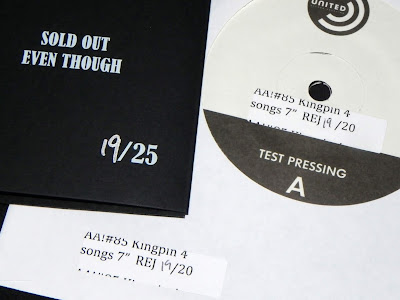 SOLD OUT
EVEN THOUGH
19/25
UNITED
AA!#85 Kingpin 4
songs 7" REJ 19/20
TEST PRESSING
A
AA!#85 Kingpin 4
songs 7" REJ 19/20